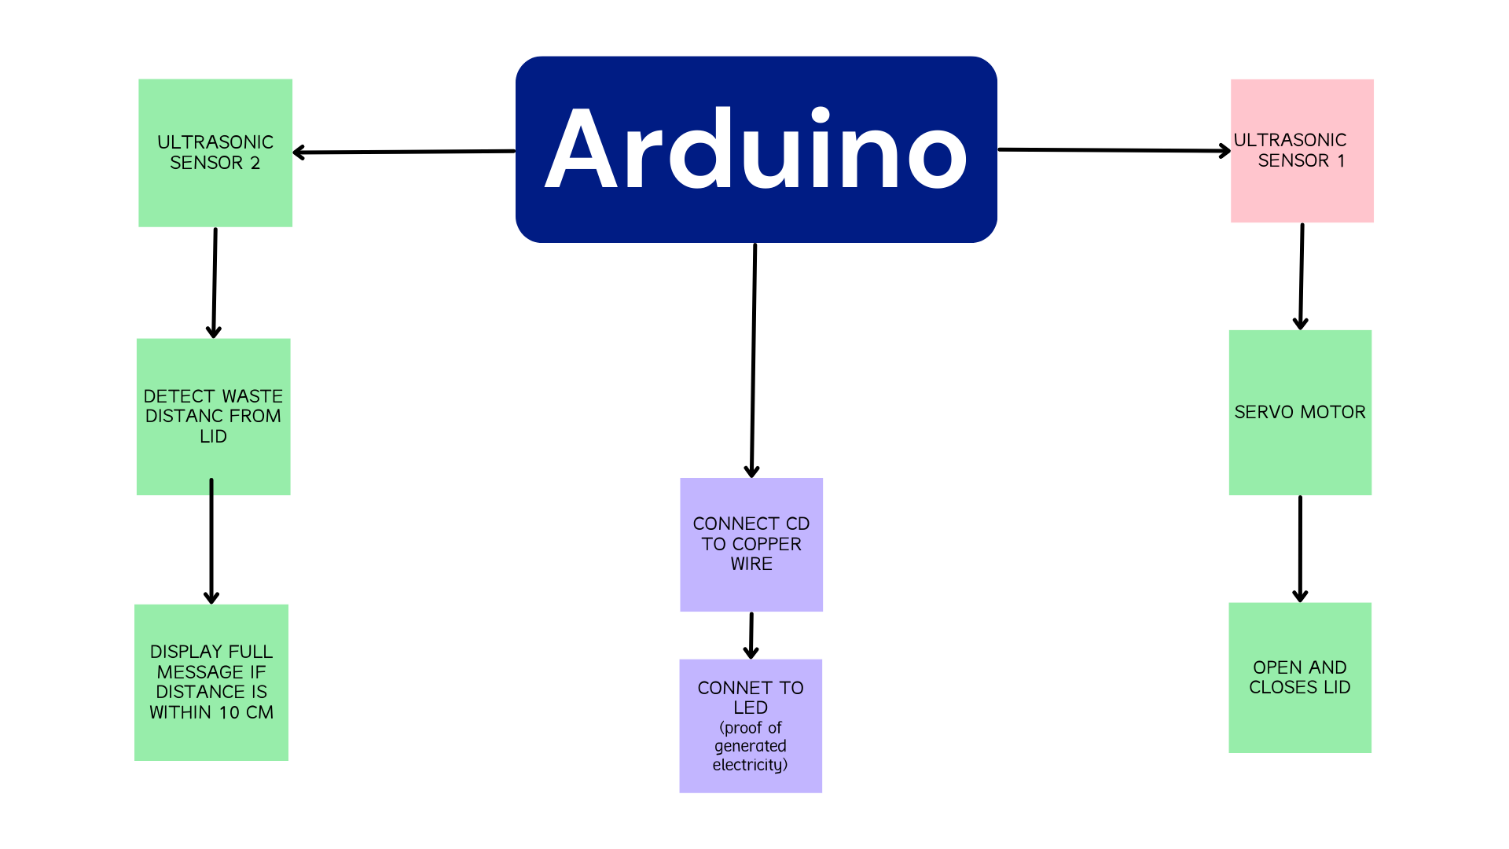 Arduino
ULTRASONIC
SENSOR 2
DETECT WASTE
DISTANC FROM
LID
DISPLAY FULL
MESSAGE IF
DISTANCE IS
WITHIN 10 CM
CONNECT CD
TO COPPER
WIRE
CONNET TO
LED
(proof of
generated
electricity)
ULTRASONIC
SENSOR 1
SERVO MOTOR
OPEN AND
CLOSES LID